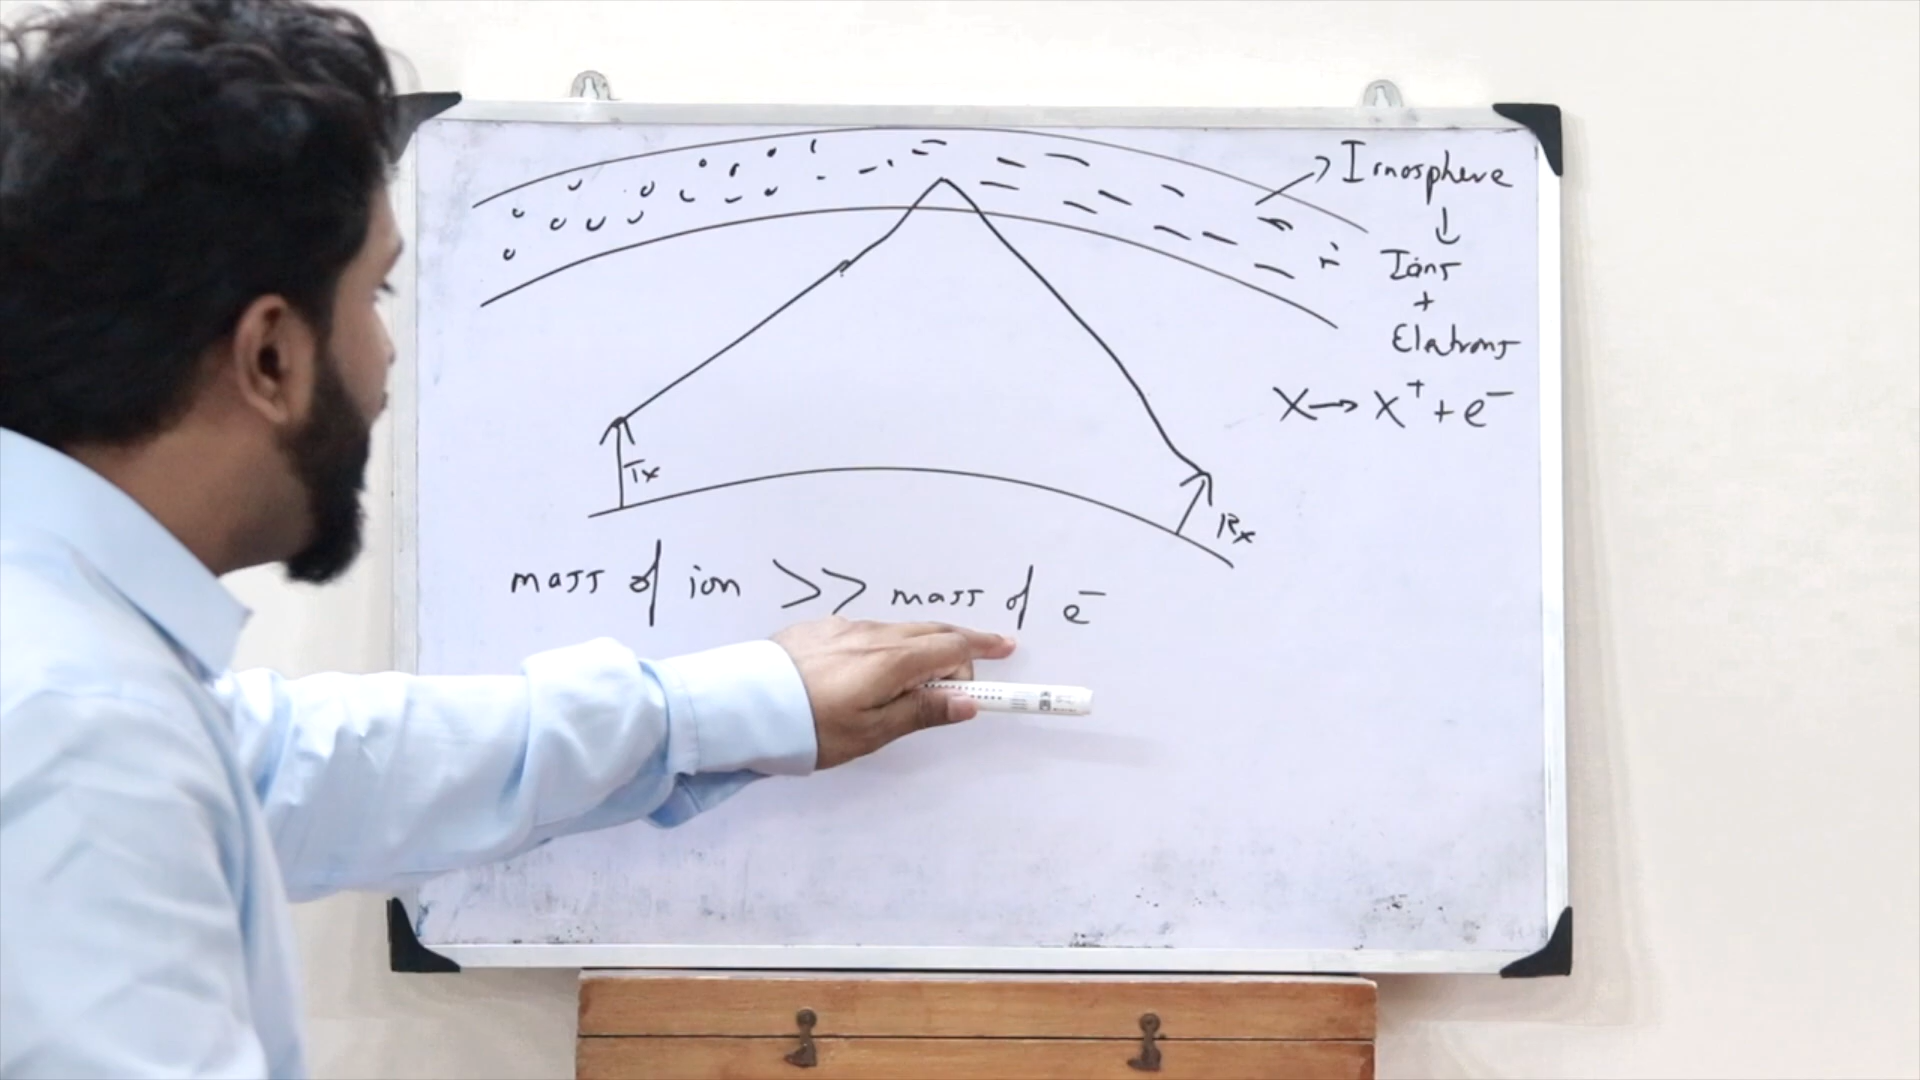 Ionosphere
↓
Ions
+
Electrons
X → X⁺ + e⁻
Tx
Rx
mass of ion >> mass of e⁻